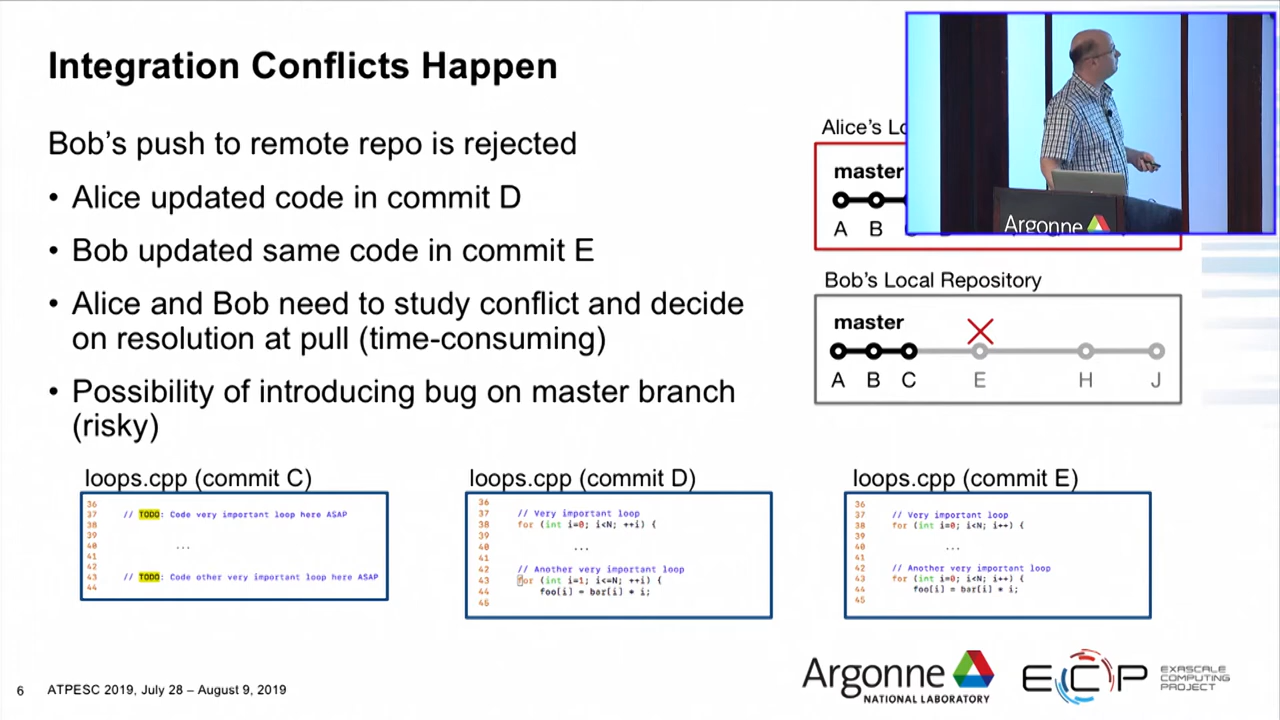 Integration Conflicts Happen
Bob's push to remote repo is rejected
• Alice updated code in commit D
• Bob updated same code in commit E
• Alice and Bob need to study conflict and decide
on resolution at pull (time-consuming)
• Possibility of introducing bug on master branch
(risky)
Alice's
master
A B
Argonne
Bob's Local Repository
master
A B C E H J
loops.cpp (commit C)
36
37 // TODO: Code very important loop here ASAP
38
39
40 ...
41
42
43 // TODO: Code other very important loop here ASAP
44
loops.cpp (commit D)
36
37 // Very important loop
38 for (int i=0; i<N; ++i) {
39
40 ...
41
42 // Another very important loop
43 for (int i=1; i<=N; ++i) {
44 foo[i] = bar[i] * i;
45
loops.cpp (commit E)
36
37 // Very important loop
38 for (int i=0; i<N; i++) {
39
40 ...
41
42 // Another very important loop
43 for (int i=0; i<N; i++) {
44 foo[i] = bar[i] * i;
45
6 ATPESC 2019, July 28 – August 9, 2019
Argonne
NATIONAL LABORATORY
ECP
EXASCALE
COMPUTING
PROJECT